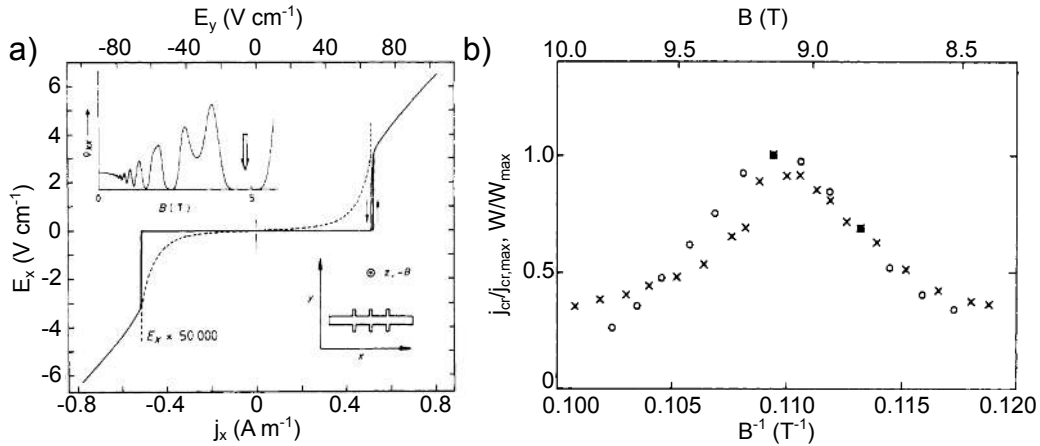 a)
E_y (V cm⁻¹)
-80 -40 0 40 80
E_x (V cm⁻¹)
6
4
2
0
-2
-4
-6
ρ_xx
0 5
B (T)
E_x × 50 000
z, -B
y
x
-0.8 -0.4 0 0.4 0.8
j_x (A m⁻¹)
b)
B (T)
10.0 9.5 9.0 8.5
j_cr/j_cr,max, W/W_max
1.0
0.5
0
0.100 0.105 0.110 0.115 0.120
B⁻¹ (T⁻¹)